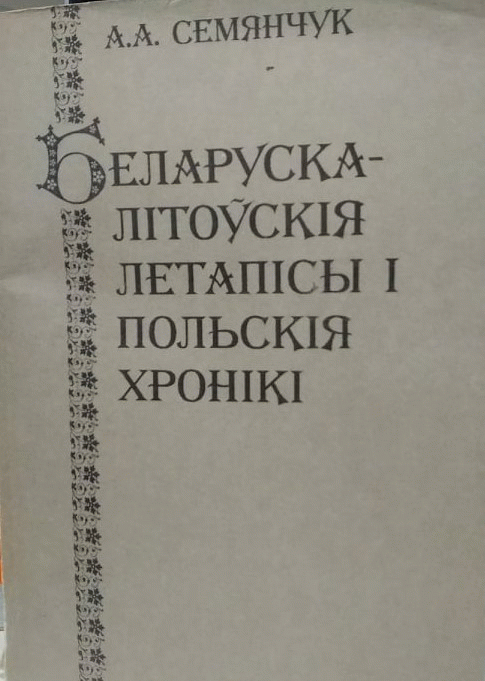 А.А. СЕМЯНЧУК
БЕЛАРУСКА-
ЛІТОЎСКІЯ
ЛЕТАПІСЫ І
ПОЛЬСКІЯ
ХРОНІКІ